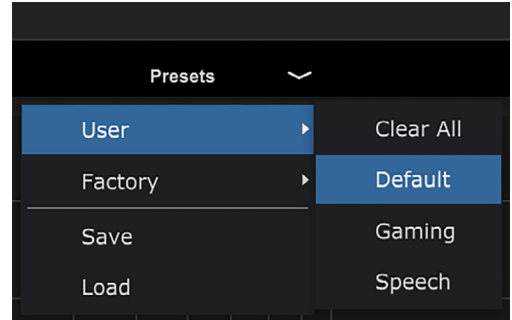 Presets
User
Factory
Save
Load
Clear All
Default
Gaming
Speech